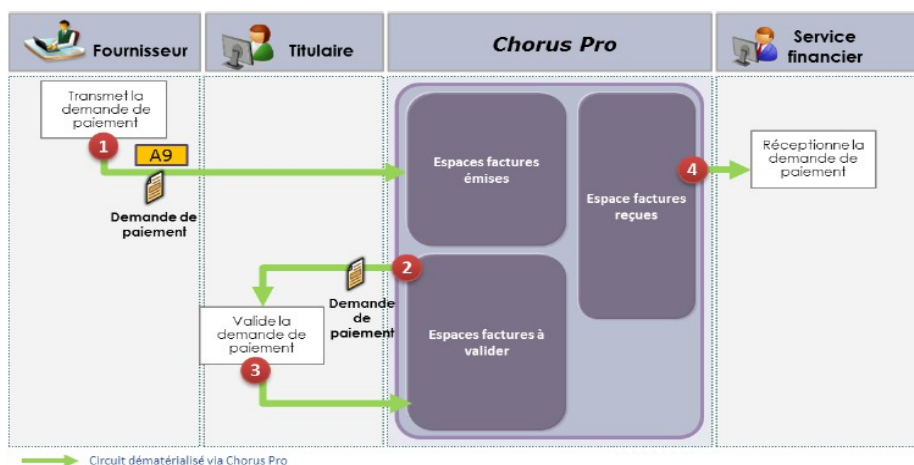 Fournisseur
Titulaire
Chorus Pro
Service
financier
Transmet la
demande de
paiement
1
A9
Demande de
paiement
Espaces factures
émises
Espace factures
reçues
4
Réceptionne la
demande de
paiement
2
Demande
de
paiement
Valide la
demande de
paiement
3
Espaces factures à
valider
Circuit dématérialisé via Chorus Pro